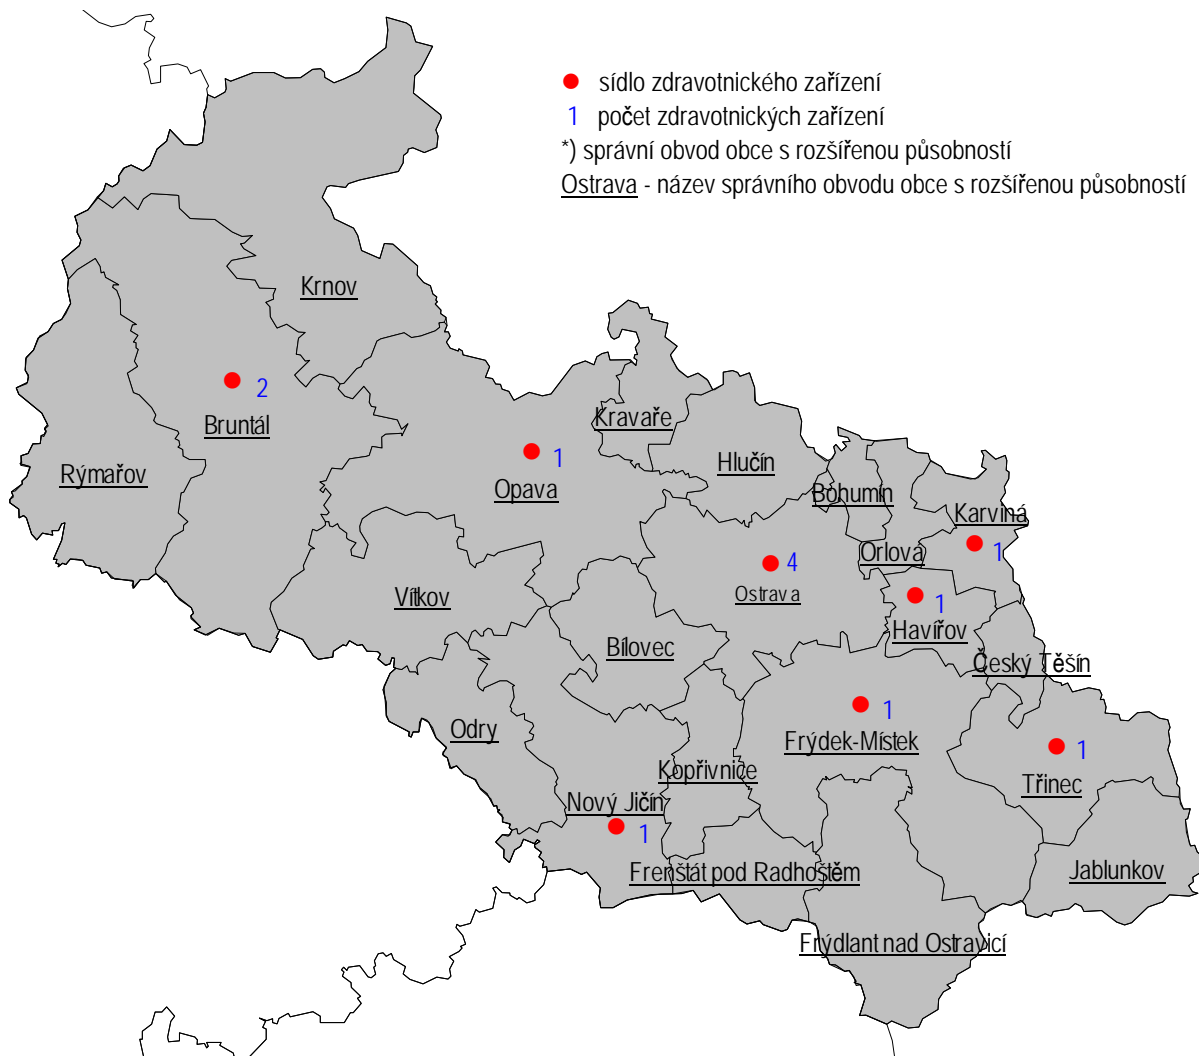 sídlo zdravotnického zařízení
1 počet zdravotnických zařízení
*) správní obvod obce s rozšířenou působností
Ostrava - název správního obvodu obce s rozšířenou působností
Krnov
2
Bruntál
Kravaře
Rýmařov
1
Opava
Hlučín
Bohumín
Karviná
1
Orlová
4
Ostrava
Vítkov
1
Havířov
Bílovec
Český Těšín
1
Odry
Frýdek-Místek
1
Kopřivnice
Třinec
Nový Jičín
1
Frenštát pod Radhoštěm
Jablunkov
Frýdlant nad Ostravicí